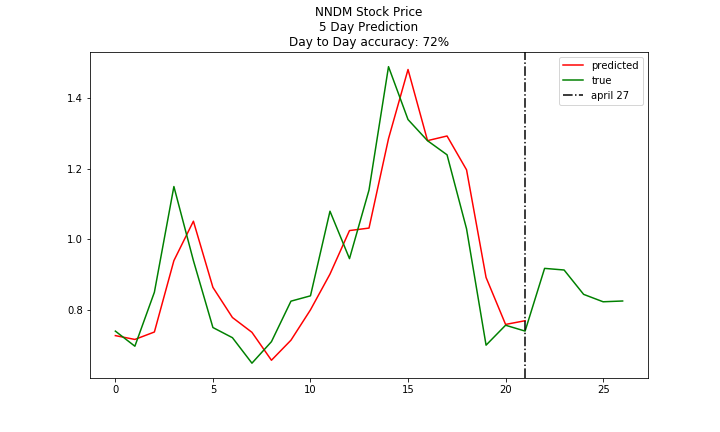 NNDM Stock Price
5 Day Prediction
Day to Day accuracy: 72%
predicted
true
april 27
1.4
1.2
1.0
0.8
0
5
10
15
20
25